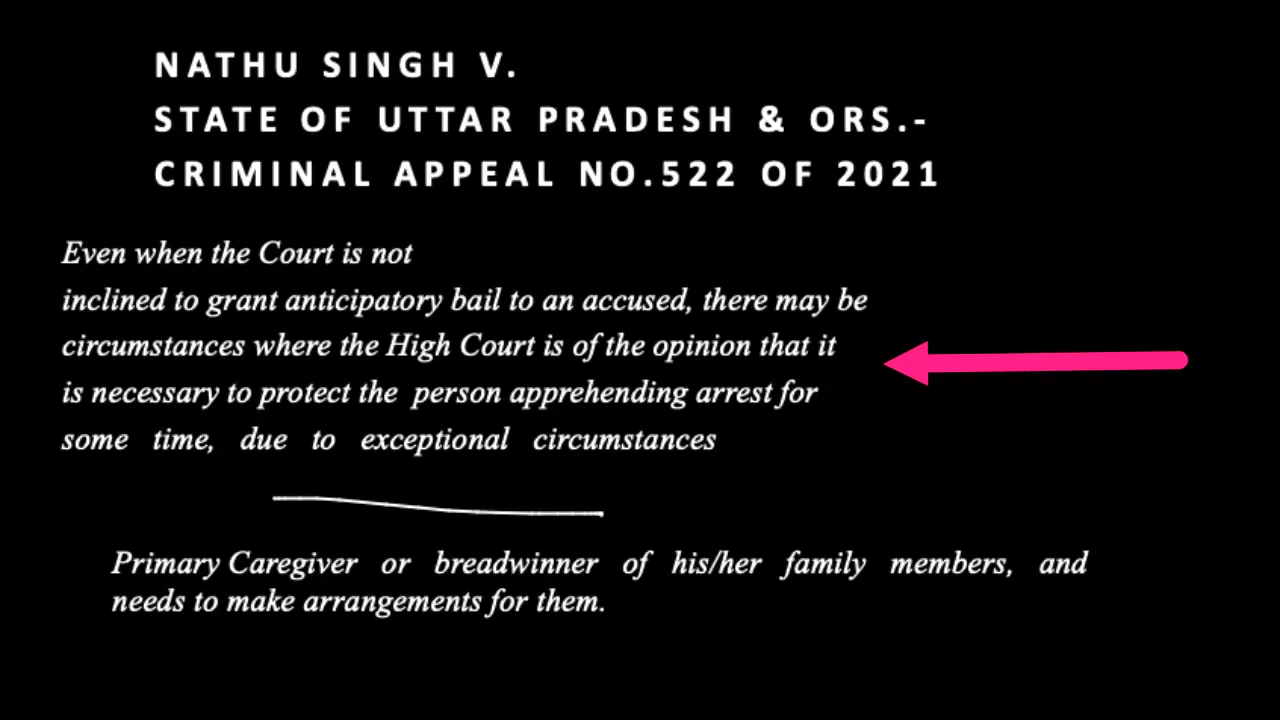 NATHU SINGH V.
STATE OF UTTAR PRADESH & ORS.-
CRIMINAL APPEAL NO.522 OF 2021
Even when the Court is not
inclined to grant anticipatory bail to an accused, there may be
circumstances where the High Court is of the opinion that it
is necessary to protect the person apprehending arrest for
some time, due to exceptional circumstances
Primary Caregiver or breadwinner of his/her family members, and
needs to make arrangements for them.